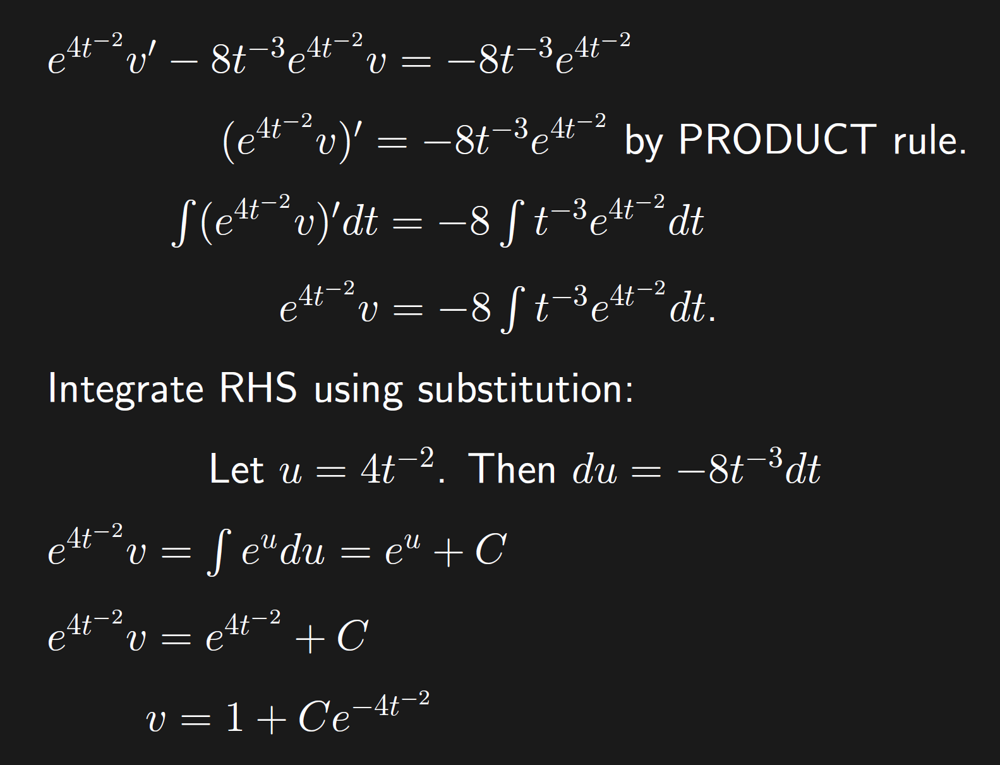 $e^{4t^{-2}}v' - 8t^{-3}e^{4t^{-2}}v = -8t^{-3}e^{4t^{-2}}$
$(e^{4t^{-2}}v)' = -8t^{-3}e^{4t^{-2}}$ by PRODUCT rule.
$\int (e^{4t^{-2}}v)'dt = -8\int t^{-3}e^{4t^{-2}}dt$
$e^{4t^{-2}}v = -8\int t^{-3}e^{4t^{-2}}dt.$
Integrate RHS using substitution:
Let $u = 4t^{-2}$. Then $du = -8t^{-3}dt$
$e^{4t^{-2}}v = \int e^u du = e^u + C$
$e^{4t^{-2}}v = e^{4t^{-2}} + C$
$v = 1 + Ce^{-4t^{-2}}$